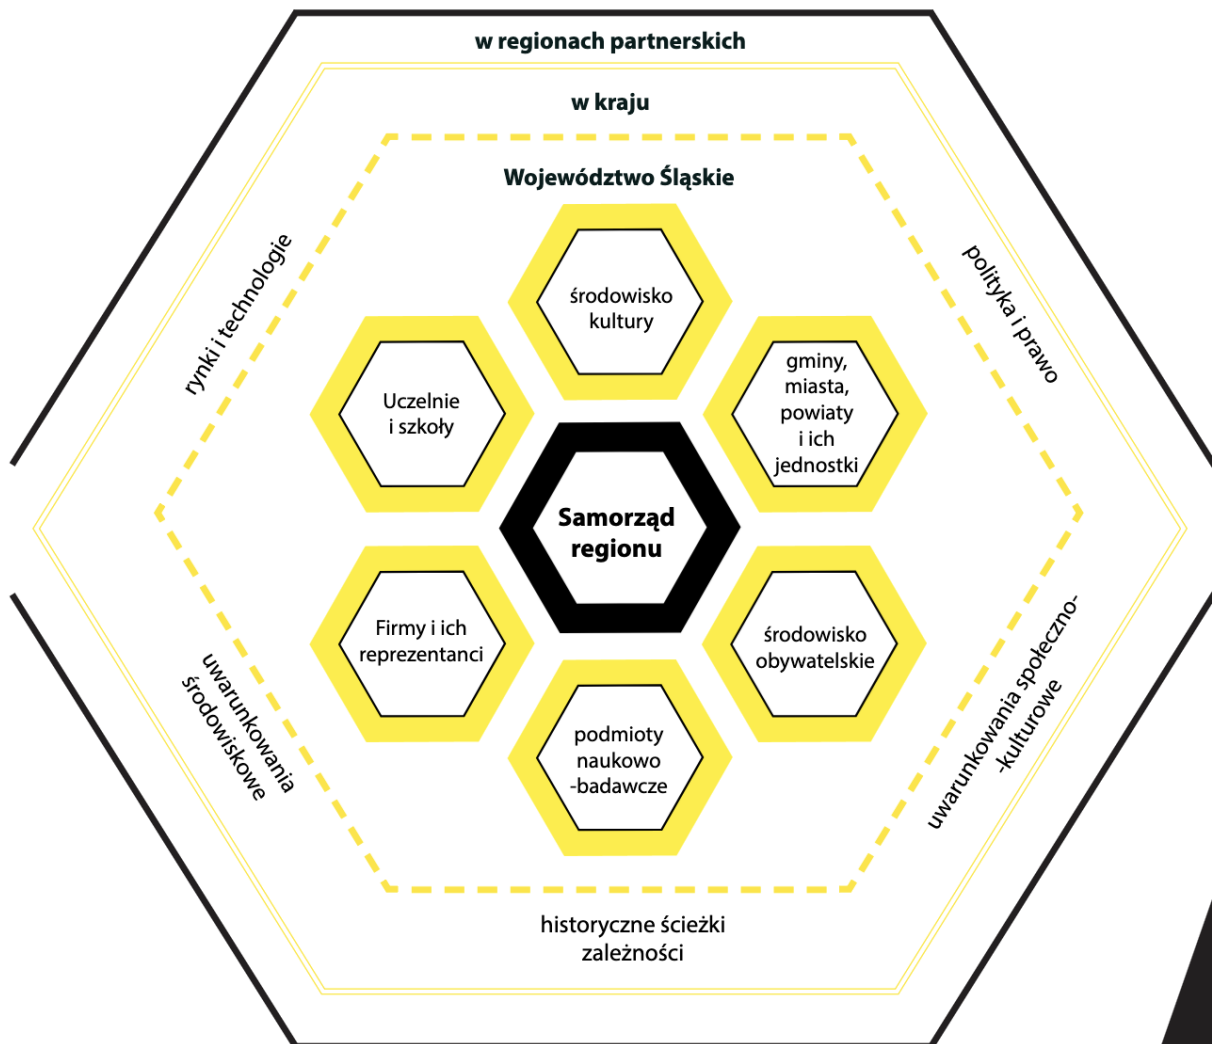 w regionach partnerskich
w kraju
Województwo Śląskie
rynki i technologie
polityka i prawo
środowisko
kultury
Uczelnie
i szkoły
gminy,
miasta,
powiaty
i ich
jednostki
Samorząd
regionu
Firmy i ich
reprezentanci
środowisko
obywatelskie
podmioty
naukowo
-badawcze
uwarunkowania
środowiskowe
uwarunkowania społeczno-
-kulturowe
historyczne ścieżki
zależności